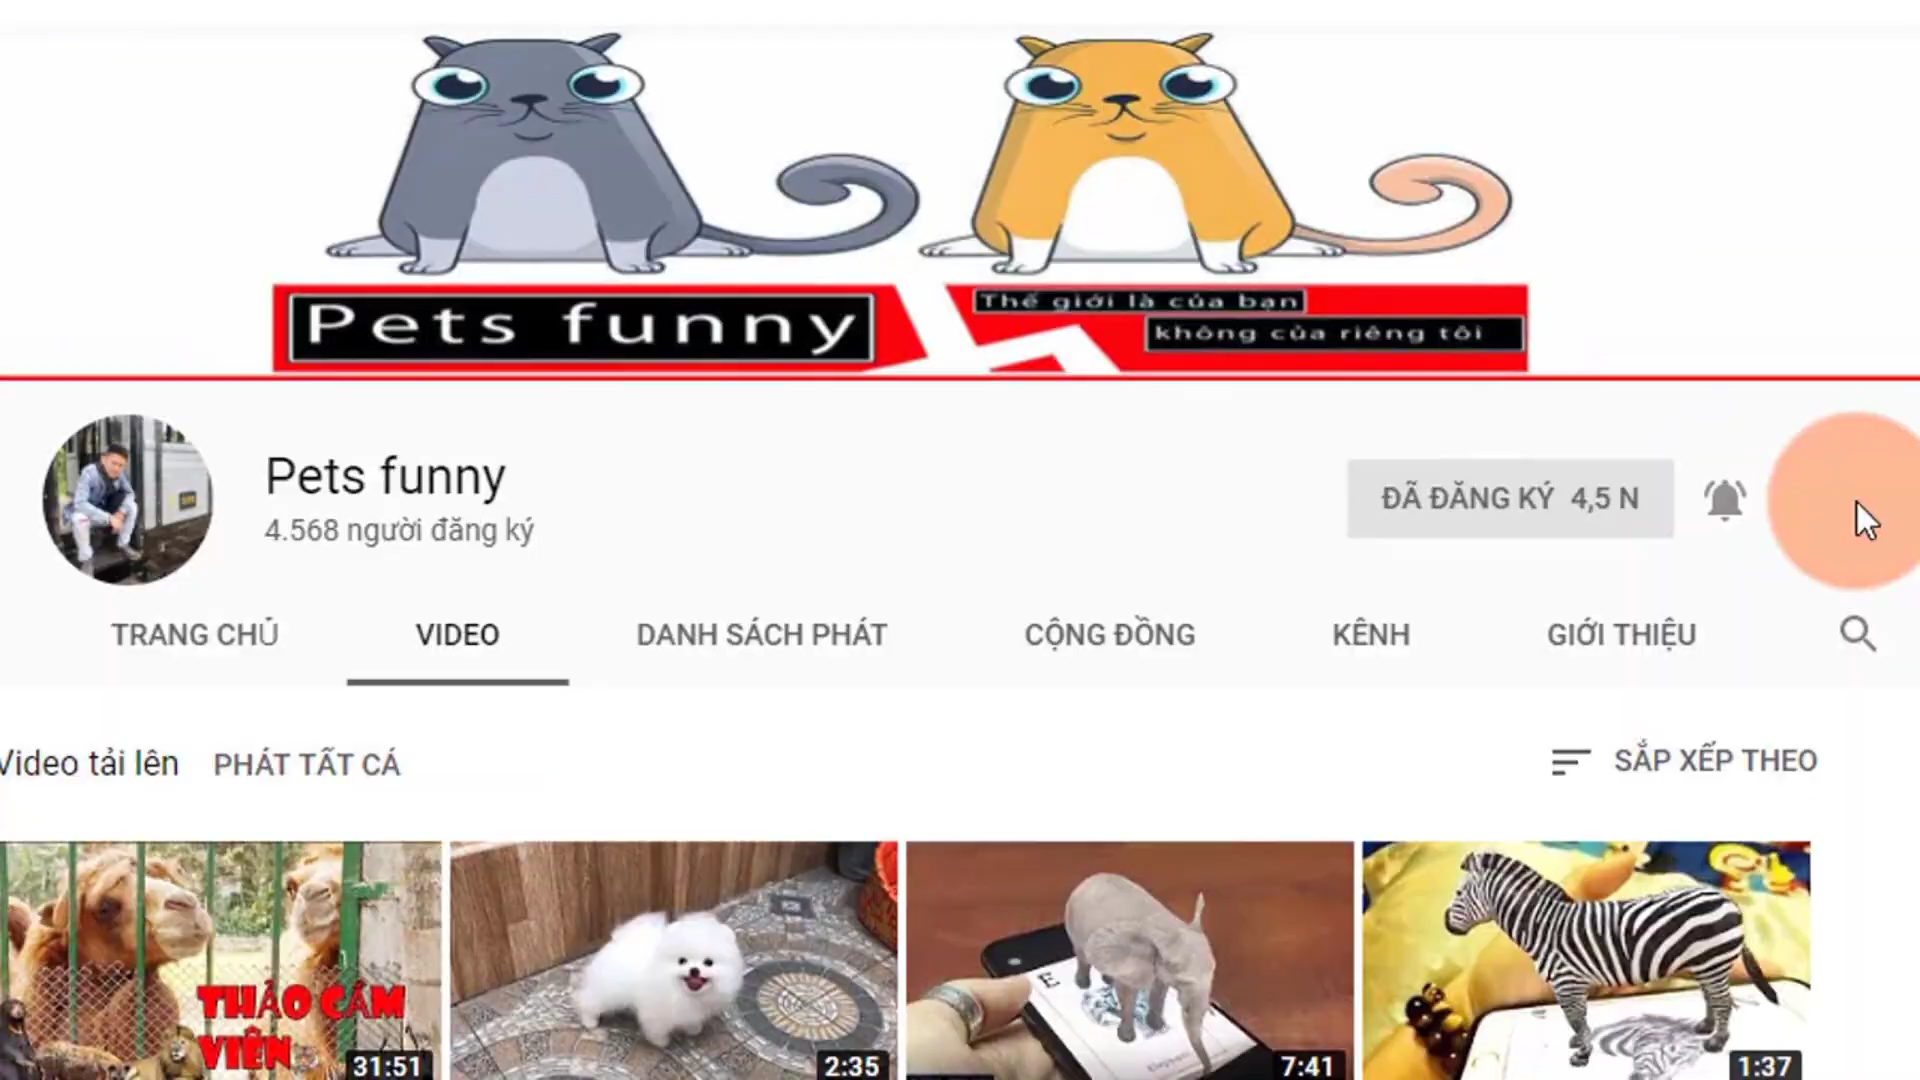 Pets funny
Thế giới là của bạn
không của riêng tôi
Pets funny
4.568 người đăng ký
ĐÃ ĐĂNG KÝ 4,5 N
TRANG CHỦ
VIDEO
DANH SÁCH PHÁT
CỘNG ĐỒNG
KÊNH
GIỚI THIỆU
Video tải lên
PHÁT TẤT CẢ
SẮP XẾP THEO
THẢO CẦM
VIÊN
31:51
2:35
E
7:41
1:37